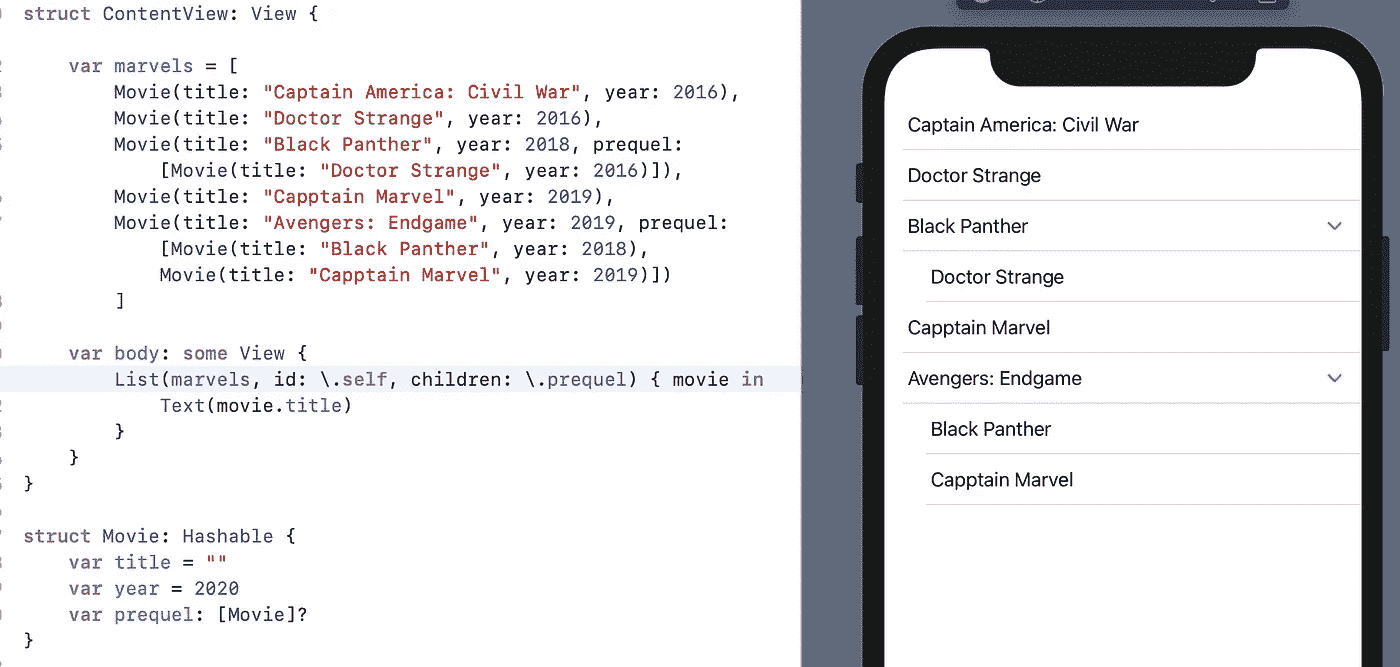 struct ContentView: View {
var marvels = [
Movie(title: "Captain America: Civil War", year: 2016),
Movie(title: "Doctor Strange", year: 2016),
Movie(title: "Black Panther", year: 2018, prequel:
[Movie(title: "Doctor Strange", year: 2016)]),
Movie(title: "Capptain Marvel", year: 2019),
Movie(title: "Avengers: Endgame", year: 2019, prequel:
[Movie(title: "Black Panther", year: 2018),
Movie(title: "Capptain Marvel", year: 2019)])
]
var body: some View {
List(marvels, id: \.self, children: \.prequel) { movie in
Text(movie.title)
}
}
}
struct Movie: Hashable {
var title = ""
var year = 2020
var prequel: [Movie]?
}
Captain America: Civil War
Doctor Strange
Black Panther
Doctor Strange
Capptain Marvel
Avengers: Endgame
Black Panther
Capptain Marvel